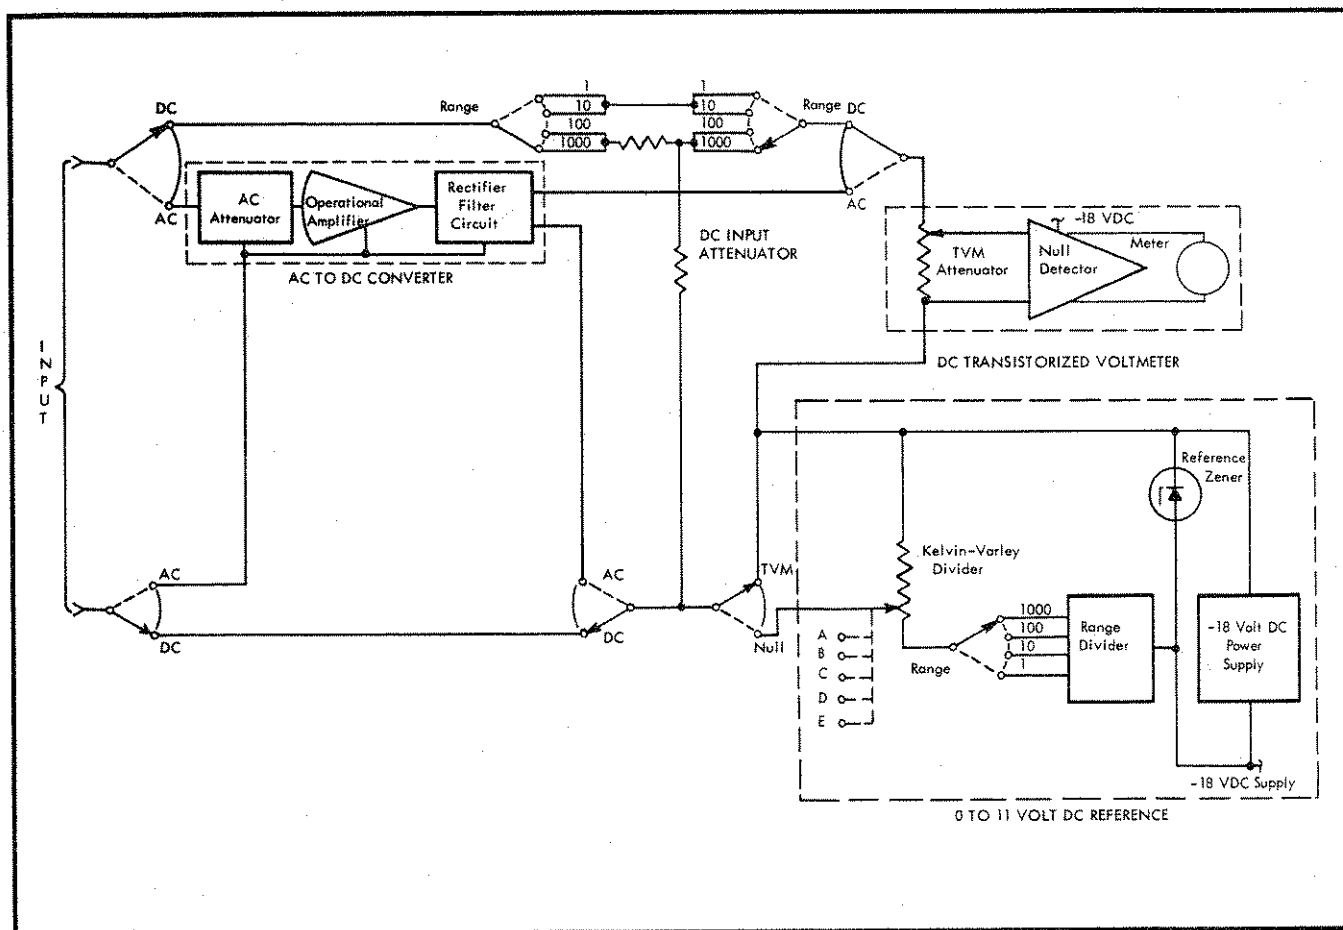 DC
AC
Range
1
10
100
1000
1
10
100
1000
Range
DC
AC
AC
Attenuator
Operational
Amplifier
Rectifier
Filter
Circuit
AC TO DC CONVERTER
DC INPUT
ATTENUATOR
TVM
Attenuator
-18 VDC
Null
Detector
Meter
DC TRANSISTORIZED VOLTMETER
INPUT
Reference
Zener
Kelvin-Varley
Divider
AC
DC
AC
DC
TVM
Null
A
B
C
D
E
Range
1000
100
10
1
Range
Divider
-18 Volt DC
Power
Supply
-18 VDC Supply
0 TO 11 VOLT DC REFERENCE